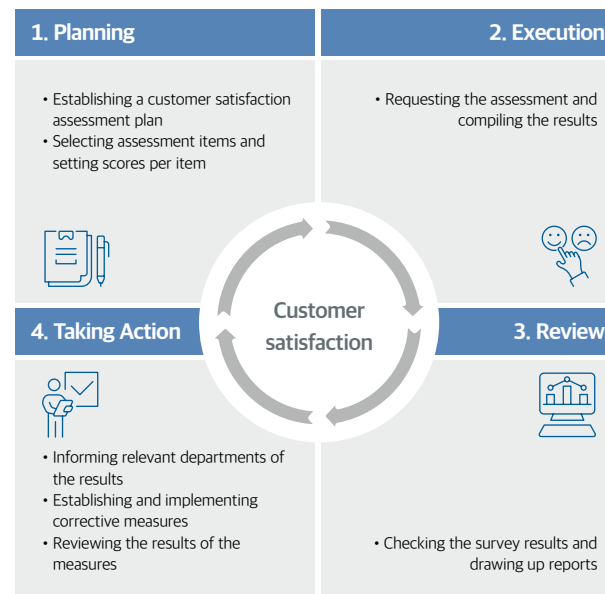 1. Planning
• Establishing a customer satisfaction
assessment plan
• Selecting assessment items and
setting scores per item
2. Execution
• Requesting the assessment and
compiling the results
Customer
satisfaction
3. Review
• Checking the survey results and
drawing up reports
4. Taking Action
• Informing relevant departments of
the results
• Establishing and implementing
corrective measures
• Reviewing the results of the
measures